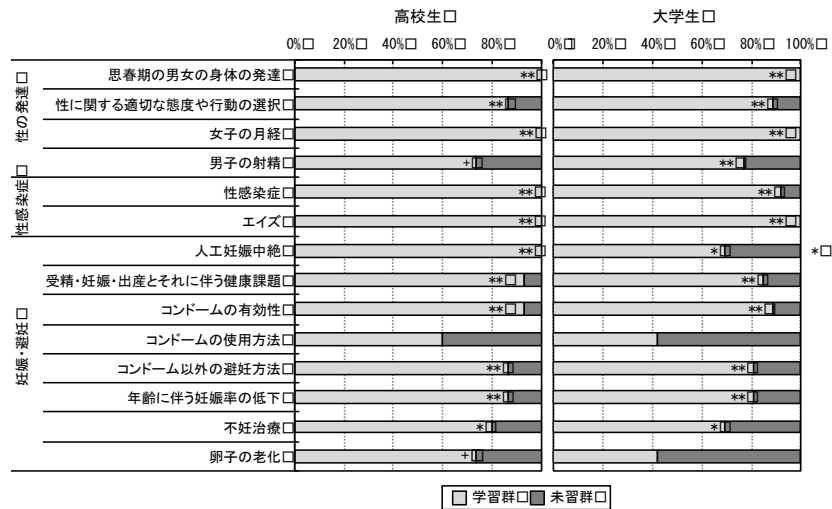 高校生□ 大学生□
0%□ 20%□ 40%□ 60%□ 80%□ 0%□ 20%□ 40%□ 60%□ 80%□ 100%□
性の発達□
思春期の男女の身体の発達□ **□ **□
性に関する適切な態度や行動の選択□ **□ **□
女子の月経□ **□ **□
男子の射精□ +□ **□
性感染症□
性感染症□ **□ **□
エイズ□ **□ **□
妊娠・避妊□
人工妊娠中絶□ **□ *□ *□
受精・妊娠・出産とそれに伴う健康課題□ **□ **□
コンドームの有効性□ **□ **□
コンドームの使用方法□
コンドーム以外の避妊方法□ **□ **□
年齢に伴う妊娠率の低下□ **□ **□
不妊治療□ *□ *□
卵子の老化□ +□
学習群□ 未習群□